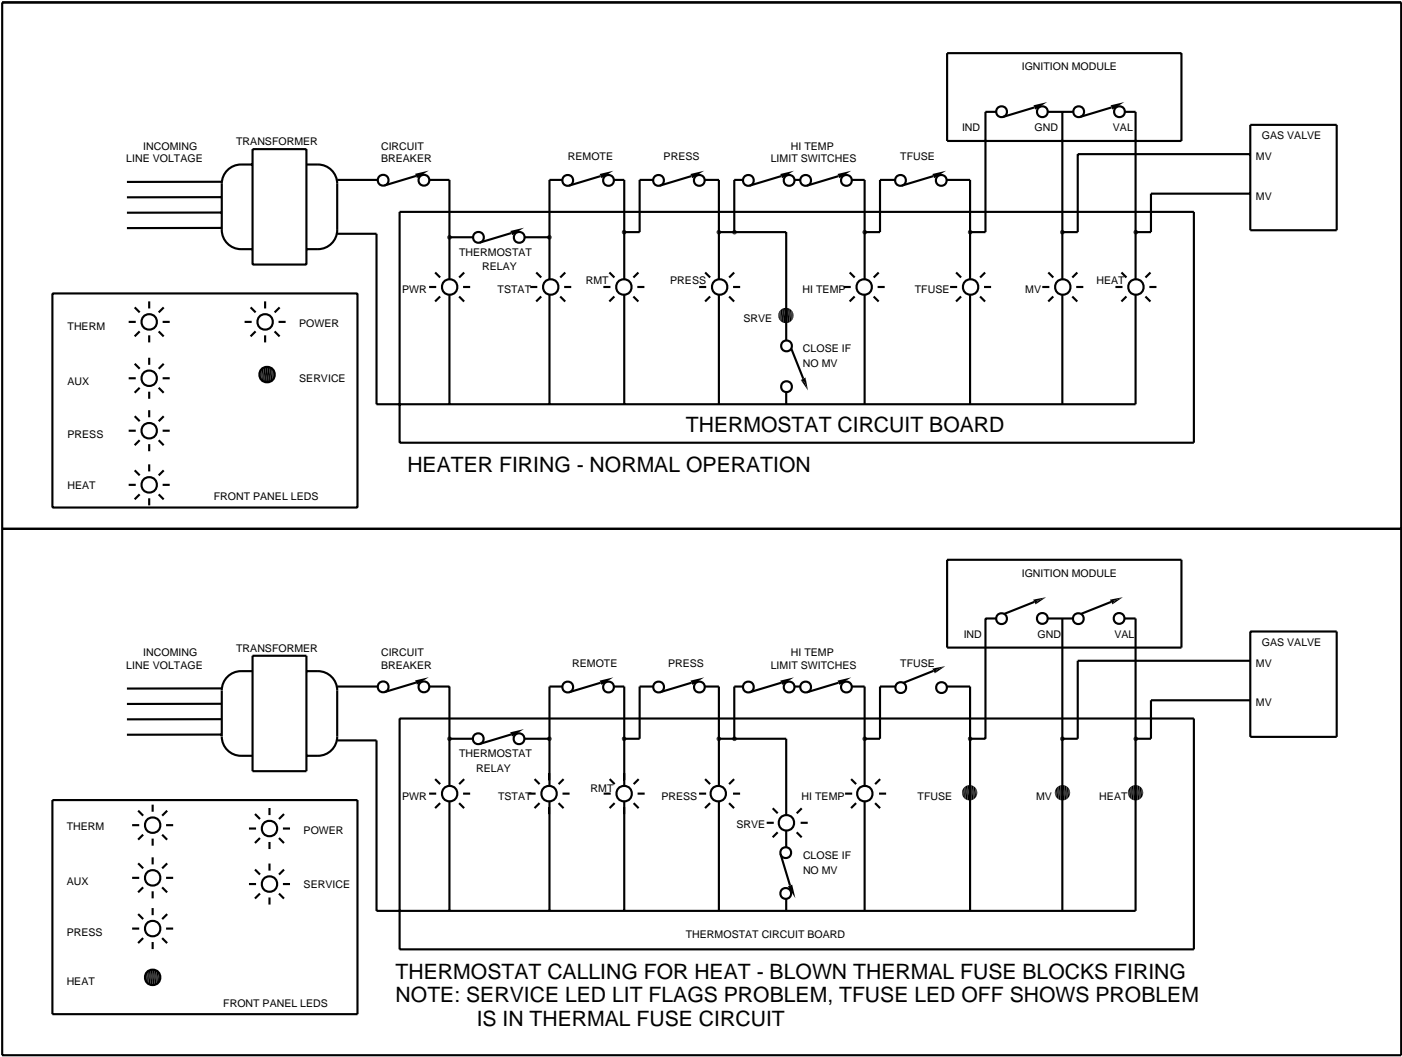 IGNITION MODULE
IND
GND
VAL
GAS VALVE
MV
MV
INCOMING
LINE VOLTAGE
TRANSFORMER
CIRCUIT
BREAKER
REMOTE
PRESS
HI TEMP
LIMIT SWITCHES
TFUSE
THERMOSTAT
RELAY
PWR
TSTAT
RMT
PRESS
HI TEMP
TFUSE
MV
HEAT
SRVE
CLOSE IF
NO MV
THERMOSTAT CIRCUIT BOARD
THERM
POWER
AUX
SERVICE
PRESS
HEAT
FRONT PANEL LEDS
HEATER FIRING - NORMAL OPERATION
IGNITION MODULE
IND
GND
VAL
GAS VALVE
MV
MV
INCOMING
LINE VOLTAGE
TRANSFORMER
CIRCUIT
BREAKER
REMOTE
PRESS
HI TEMP
LIMIT SWITCHES
TFUSE
THERMOSTAT
RELAY
PWR
TSTAT
RMT
PRESS
HI TEMP
TFUSE
MV
HEAT
SRVE
CLOSE IF
NO MV
THERMOSTAT CIRCUIT BOARD
THERM
POWER
AUX
SERVICE
PRESS
HEAT
FRONT PANEL LEDS
THERMOSTAT CALLING FOR HEAT - BLOWN THERMAL FUSE BLOCKS FIRING
NOTE: SERVICE LED LIT FLAGS PROBLEM, TFUSE LED OFF SHOWS PROBLEM
IS IN THERMAL FUSE CIRCUIT